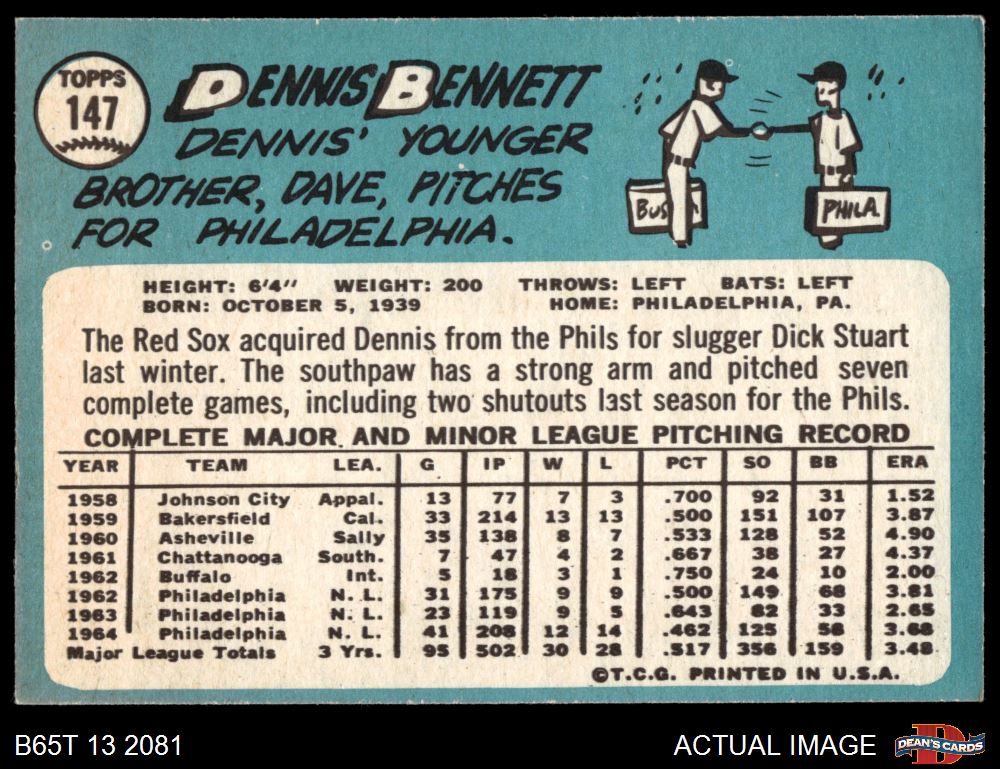 TOPPS
147
DENNIS BENNETT
DENNIS' YOUNGER
BROTHER, DAVE, PITCHES
FOR PHILADELPHIA.
BOS
PHILA.
HEIGHT: 6'4" WEIGHT: 200 THROWS: LEFT BATS: LEFT
BORN: OCTOBER 5, 1939 HOME: PHILADELPHIA, PA.
The Red Sox acquired Dennis from the Phils for slugger Dick Stuart
last winter. The southpaw has a strong arm and pitched seven
complete games, including two shutouts last season for the Phils.
COMPLETE MAJOR AND MINOR LEAGUE PITCHING RECORD
YEAR TEAM LEA. G IP W L PCT SO BB ERA
1958 Johnson City Appal. 13 77 7 3 .700 92 31 1.52
1959 Bakersfield Cal. 33 214 13 13 .500 151 107 3.87
1960 Asheville Sally 35 138 8 7 .533 128 52 4.90
1961 Chattanooga South. 7 47 4 2 .667 38 27 4.37
1962 Buffalo Int. 5 18 3 1 .750 24 10 2.00
1962 Philadelphia N. L. 31 175 9 9 .500 149 68 3.81
1963 Philadelphia N. L. 23 119 9 5 .643 82 33 2.65
1964 Philadelphia N. L. 41 208 12 14 .462 125 58 3.68
Major League Totals 3 Yrs. 95 502 30 28 .517 356 159 3.48
©T.C.G. PRINTED IN U.S.A.
B65T 13 2081
ACTUAL IMAGE
D
DEAN'S CARDS